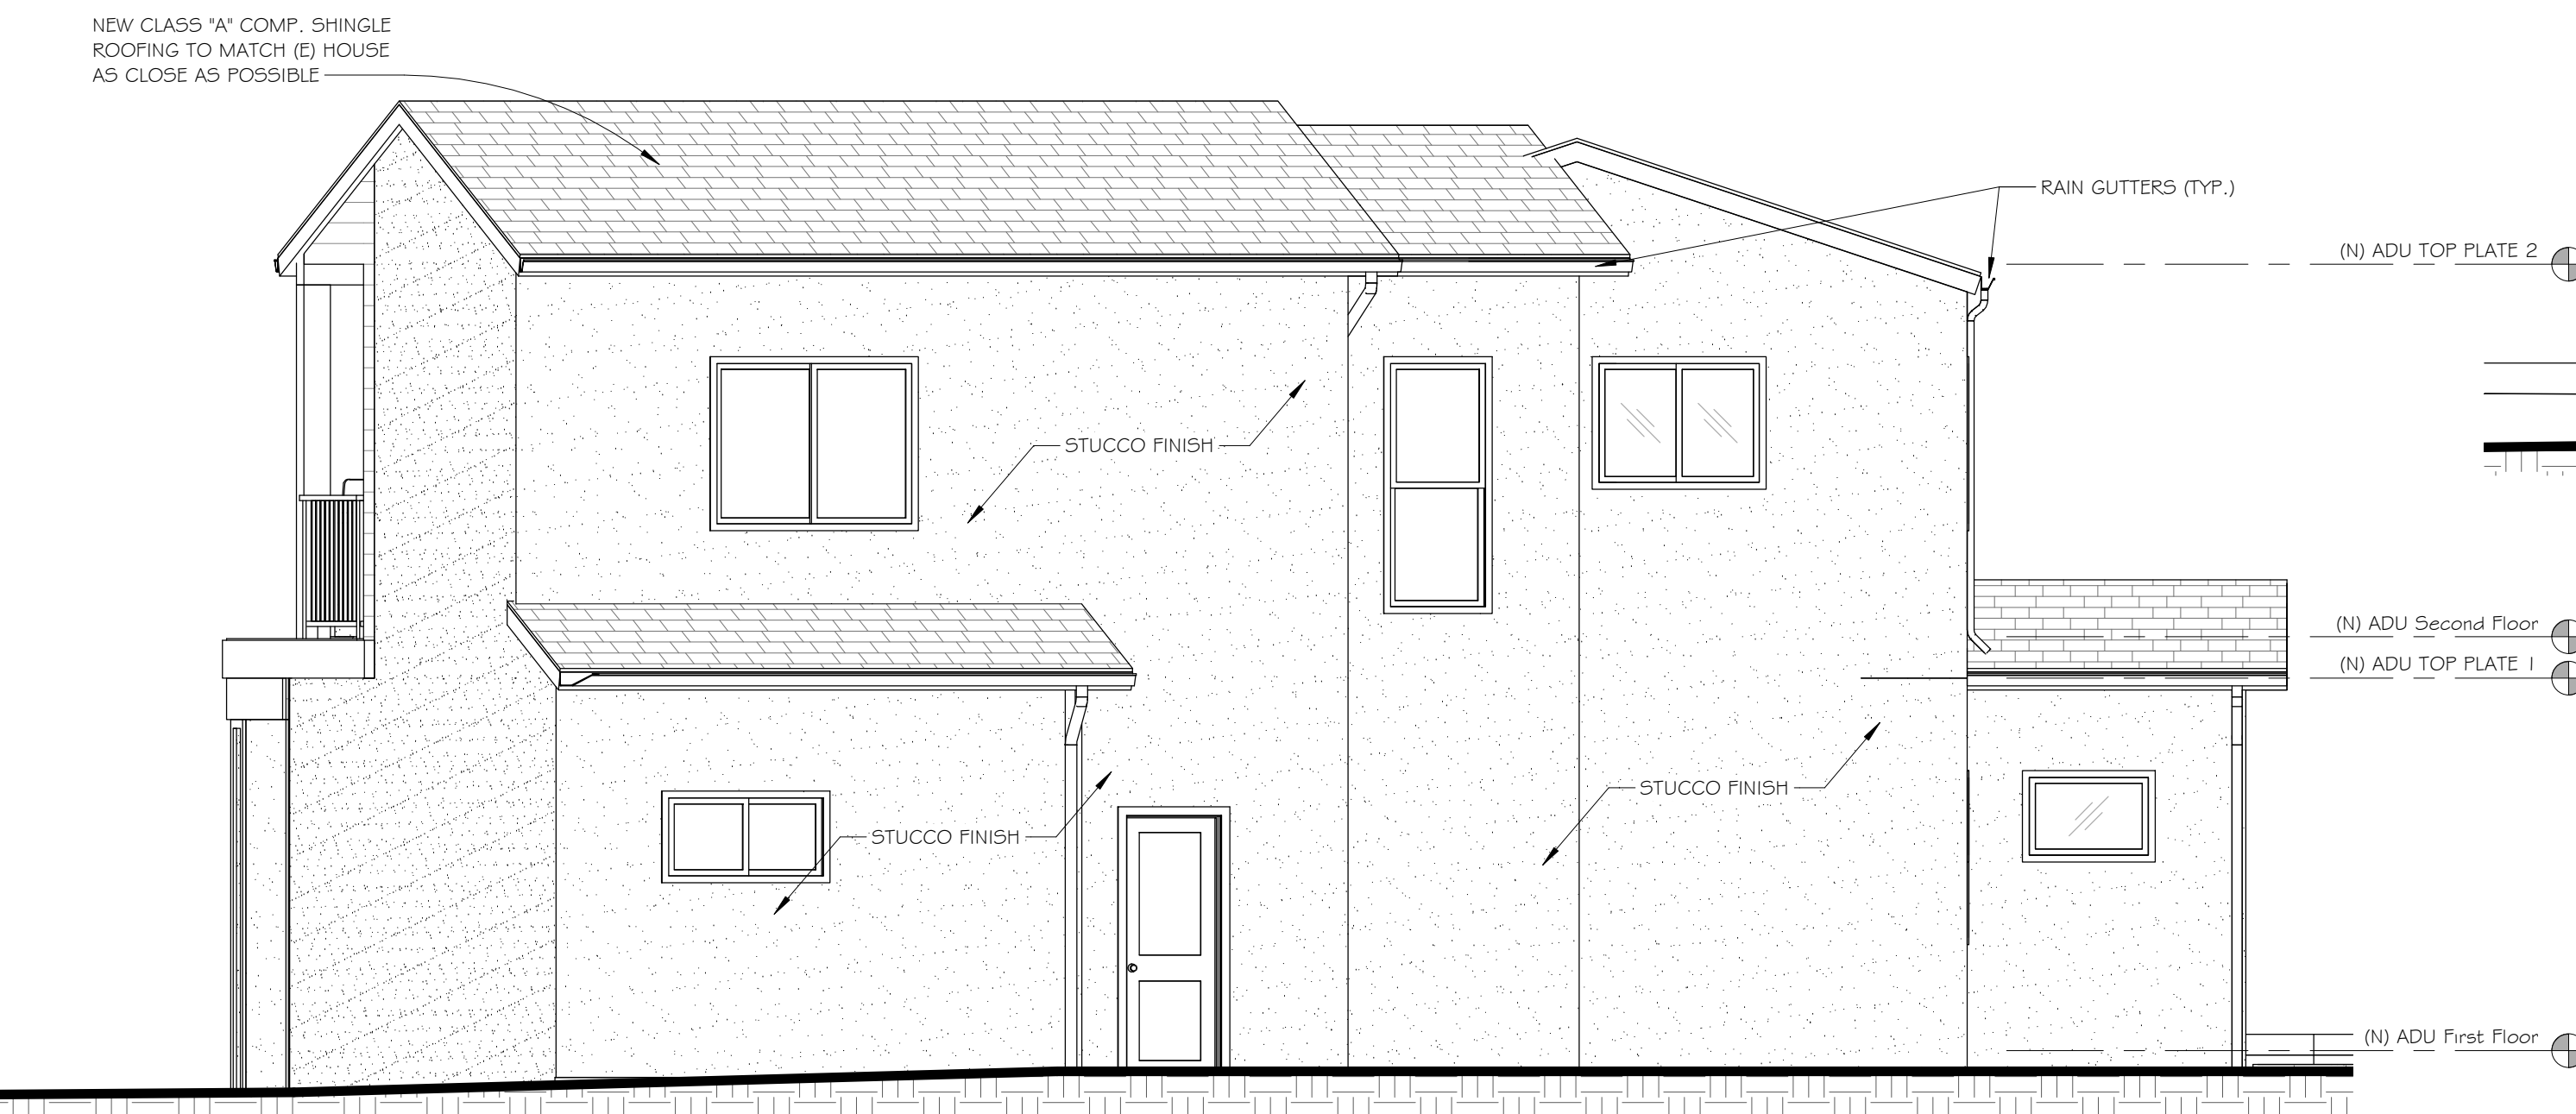 NEW CLASS "A" COMP. SHINGLE
ROOFING TO MATCH (E) HOUSE
AS CLOSE AS POSSIBLE
RAIN GUTTERS (TYP.)
(N) ADU TOP PLATE 2
STUCCO FINISH
(N) ADU Second Floor
(N) ADU TOP PLATE 1
STUCCO FINISH
STUCCO FINISH
(N) ADU First Floor